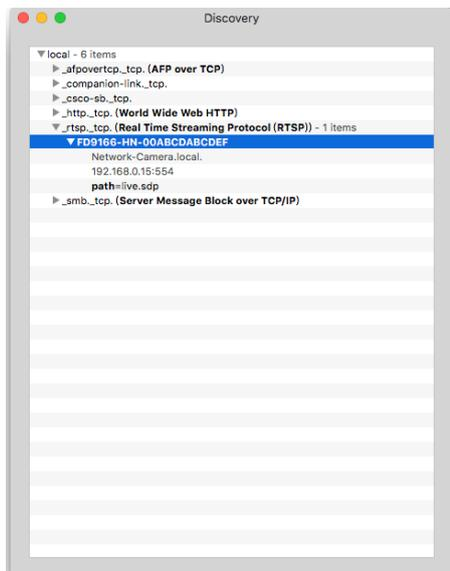 Discovery
local - 6 items
_afpovertcp._tcp. (AFP over TCP)
_companion-link._tcp.
_csco-sb._tcp.
_http._tcp. (World Wide Web HTTP)
_rtsp._tcp. (Real Time Streaming Protocol (RTSP)) - 1 items
FD9166-HN-00ABCDABCDEF
Network-Camera.local.
192.168.0.15:554
path=live.sdp
_smb._tcp. (Server Message Block over TCP/IP)